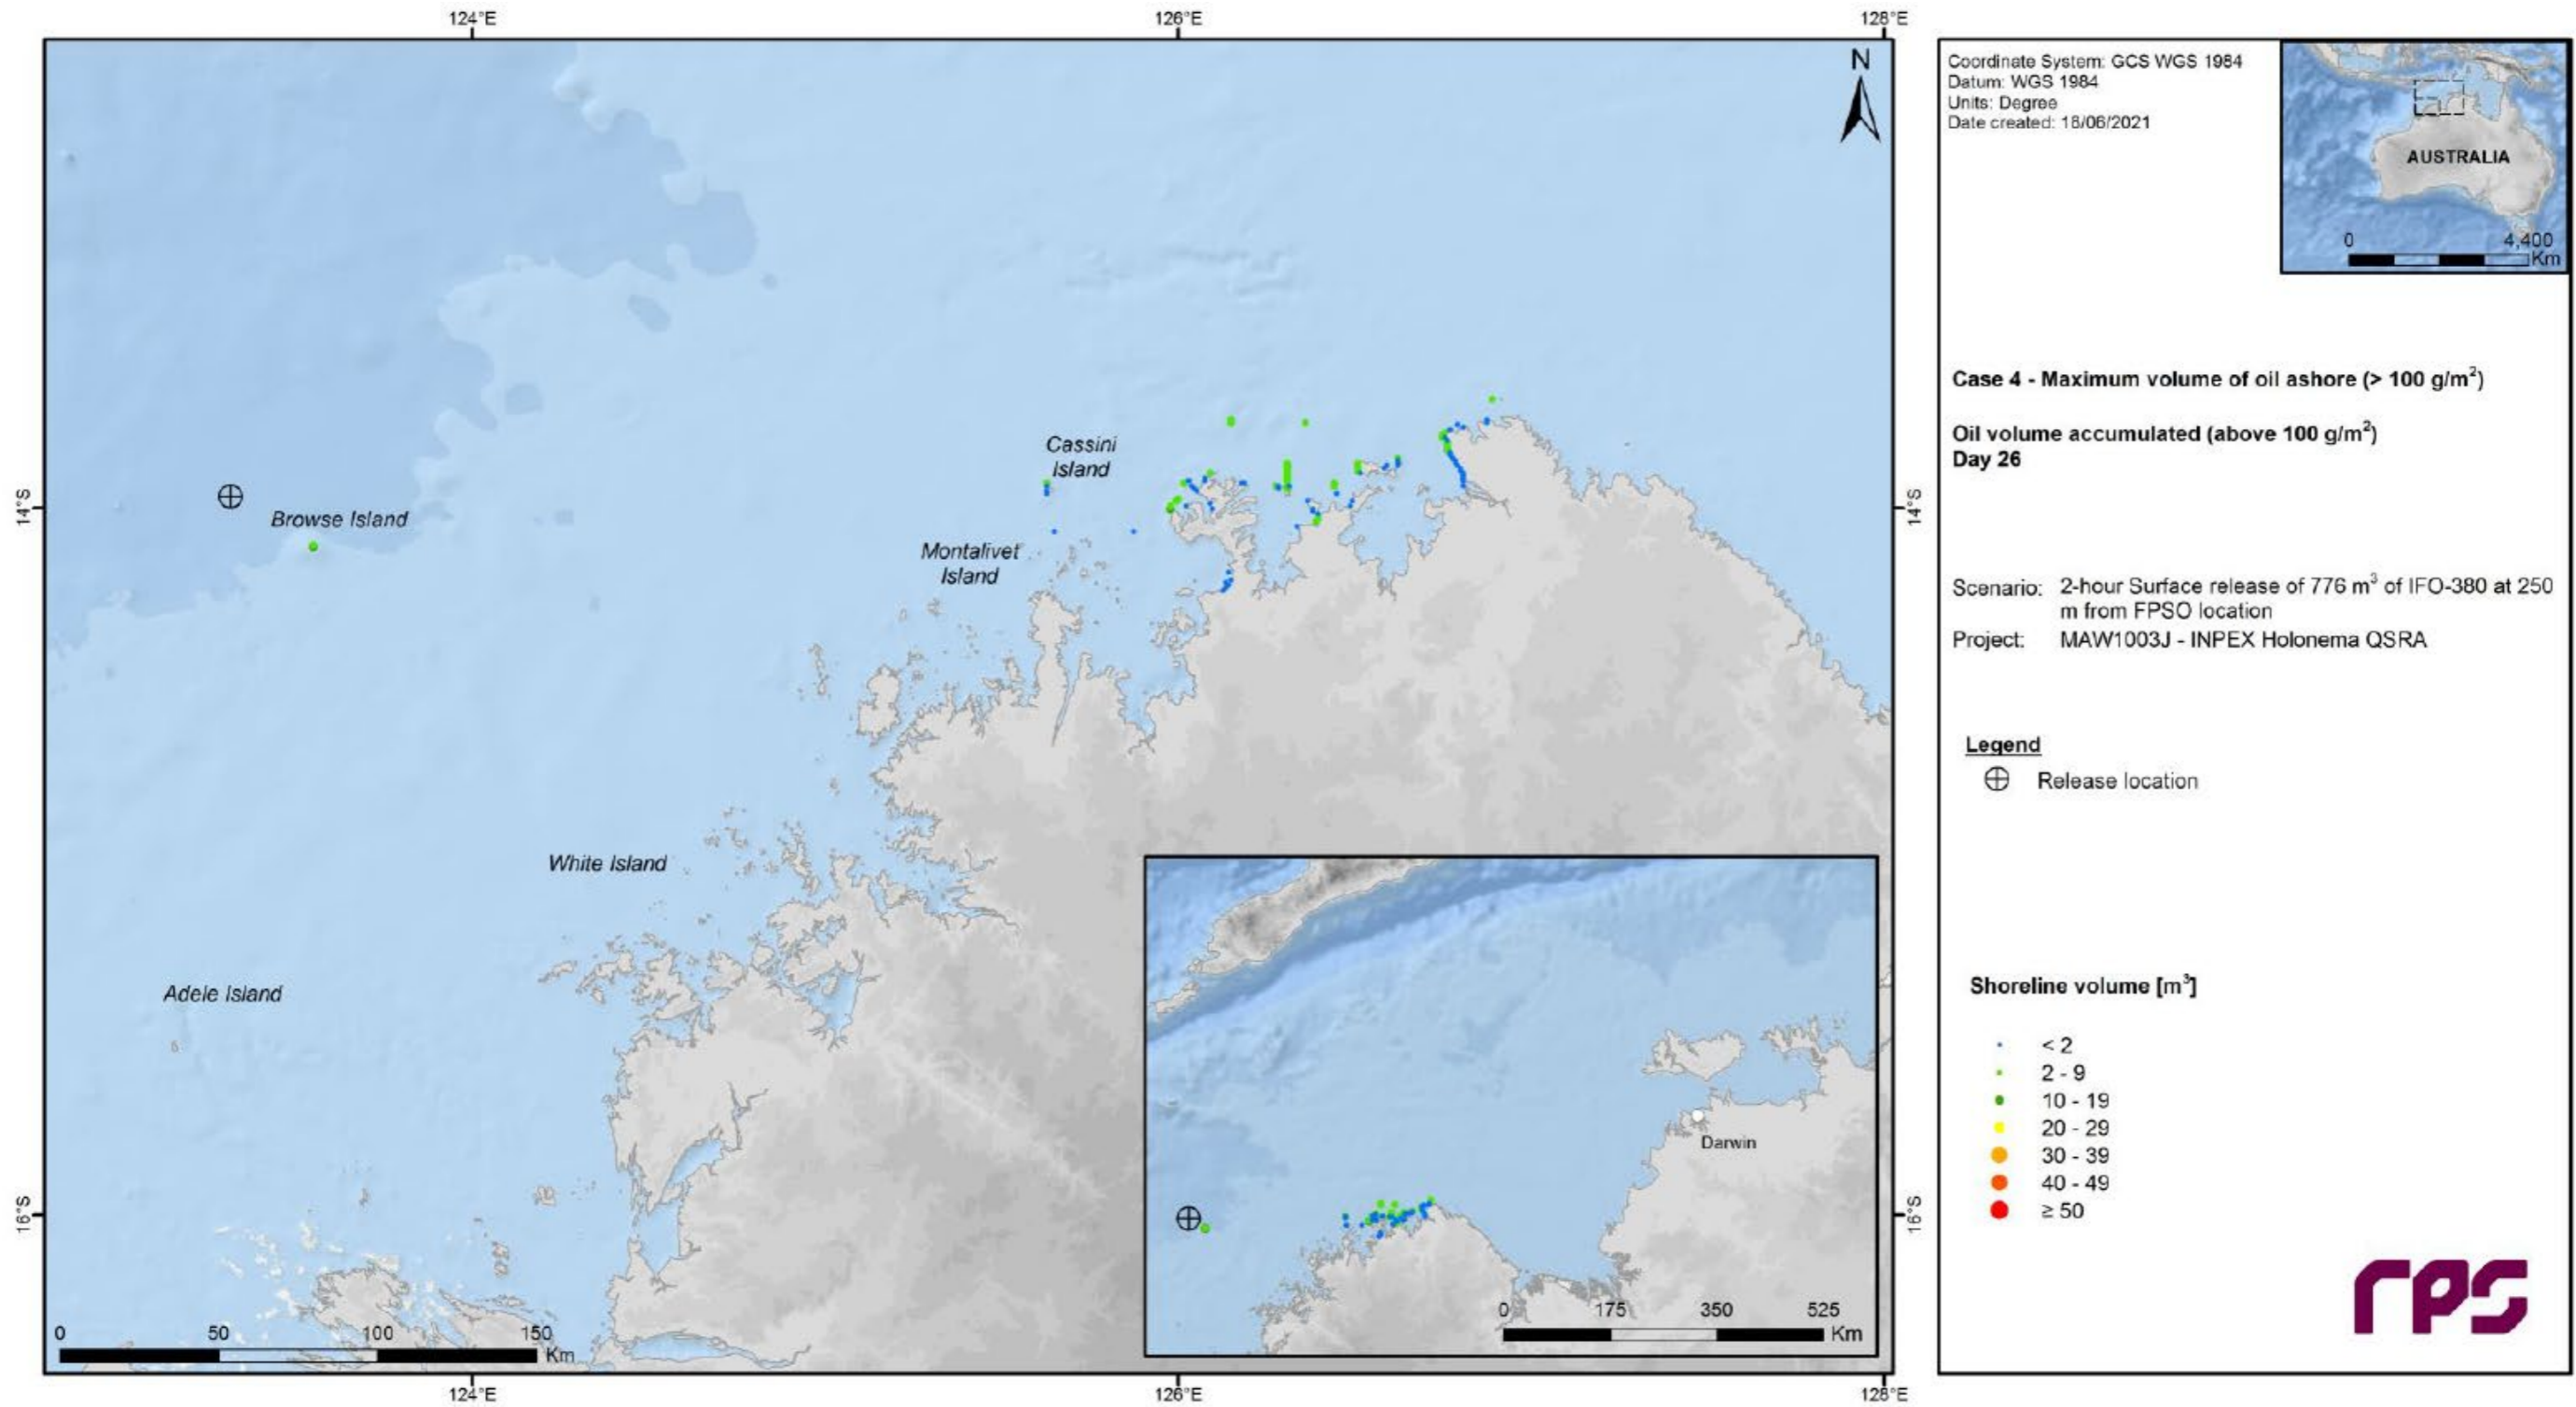 124°E
126°E
128°E
N
14°S
14°S
Cassini
Island
Browse Island
Montalivet
Island
White Island
Adele Island
16°S
16°S
0 50 100 150
Km
124°E
126°E
128°E
Darwin
0 175 350 525
Km
Coordinate System: GCS WGS 1984
Datum: WGS 1984
Units: Degree
Date created: 18/06/2021
AUSTRALIA
0 4,400
Km
Case 4 - Maximum volume of oil ashore (> 100 g/m²)
Oil volume accumulated (above 100 g/m²)
Day 26
Scenario: 2-hour Surface release of 776 m³ of IFO-380 at 250
m from FPSO location
Project: MAW1003J - INPEX Holonema QSRA
Legend
Release location
Shoreline volume [m³]
< 2
2 - 9
10 - 19
20 - 29
30 - 39
40 - 49
≥ 50
rps